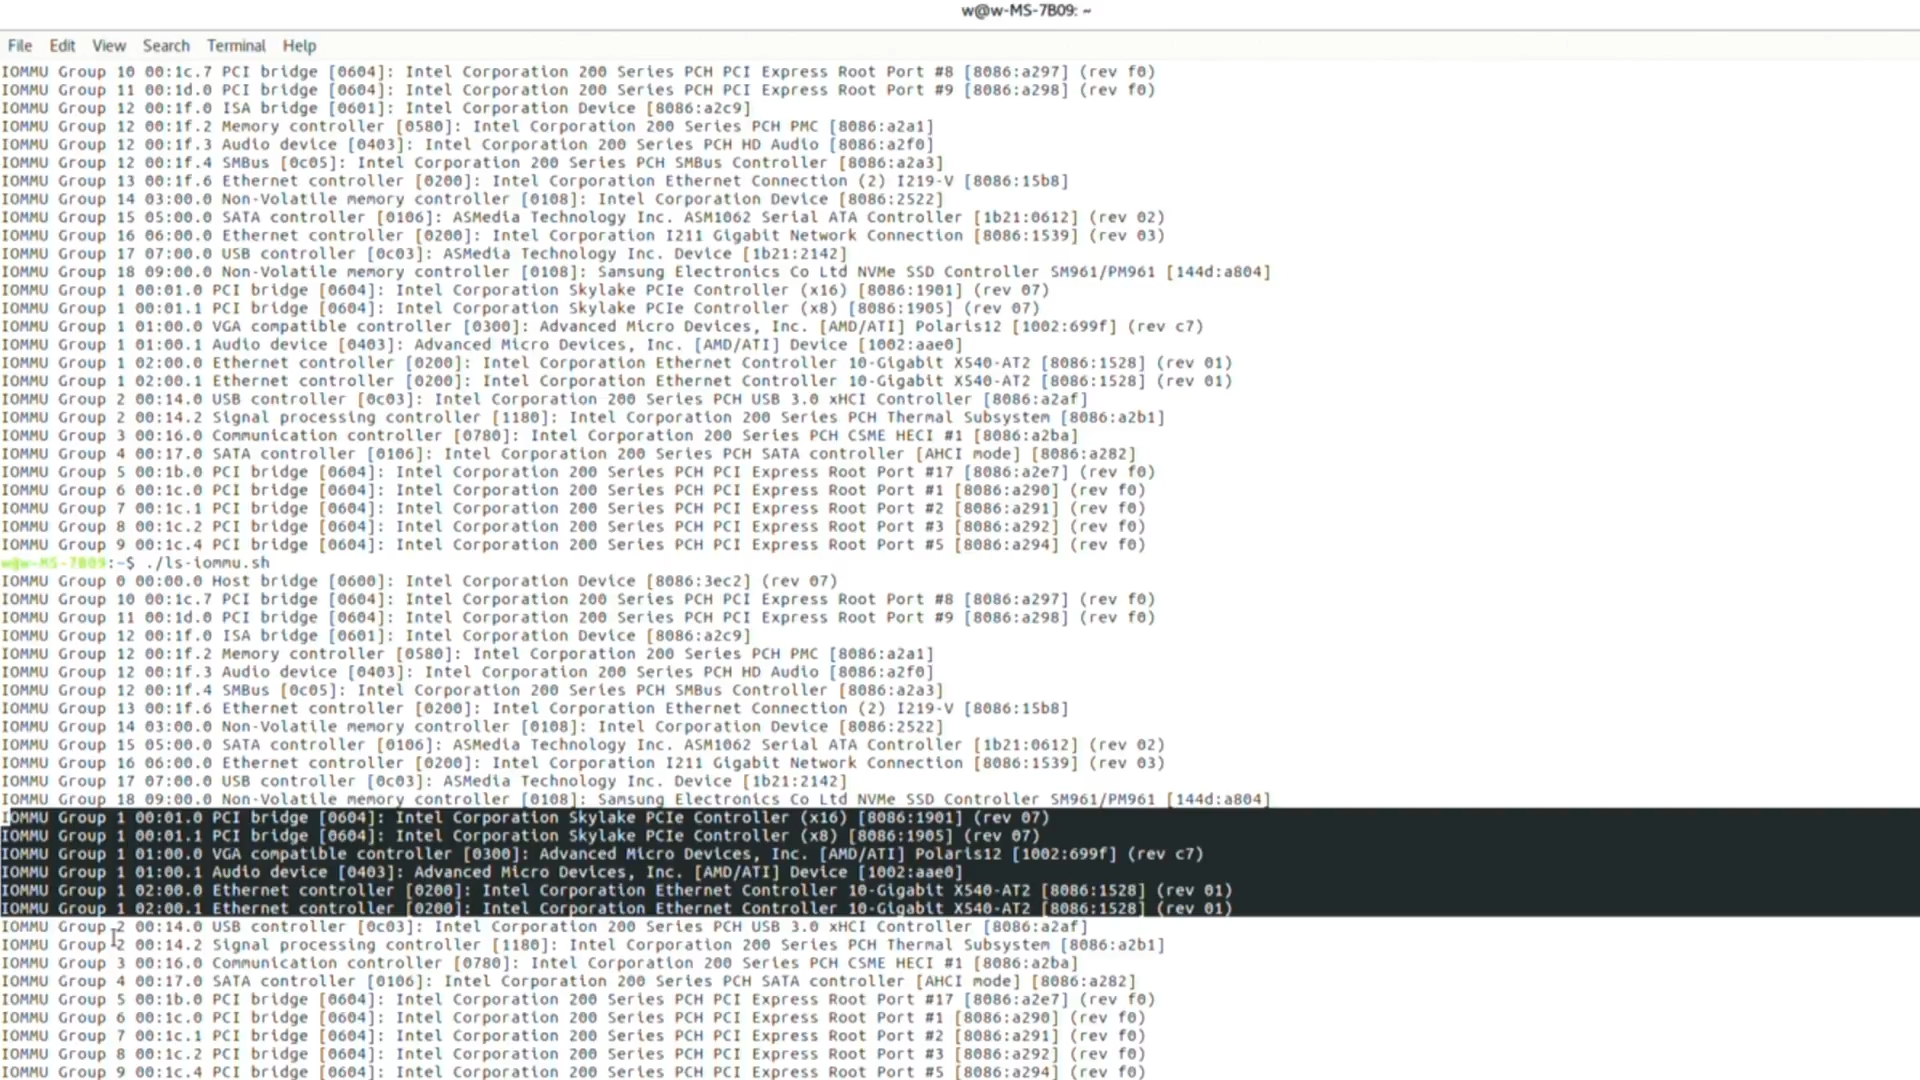 w@w-MS-7B09: ~
File Edit View Search Terminal Help
IOMMU Group 10 00:1c.7 PCI bridge [0604]: Intel Corporation 200 Series PCH PCI Express Root Port #8 [8086:a297] (rev f0)
IOMMU Group 11 00:1d.0 PCI bridge [0604]: Intel Corporation 200 Series PCH PCI Express Root Port #9 [8086:a298] (rev f0)
IOMMU Group 12 00:1f.0 ISA bridge [0601]: Intel Corporation Device [8086:a2c9]
IOMMU Group 12 00:1f.2 Memory controller [0580]: Intel Corporation 200 Series PCH PMC [8086:a2a1]
IOMMU Group 12 00:1f.3 Audio device [0403]: Intel Corporation 200 Series PCH HD Audio [8086:a2f0]
IOMMU Group 12 00:1f.4 SMBus [0c05]: Intel Corporation 200 Series PCH SMBus Controller [8086:a2a3]
IOMMU Group 13 00:1f.6 Ethernet controller [0200]: Intel Corporation Ethernet Connection (2) I219-V [8086:15b8]
IOMMU Group 14 03:00.0 Non-Volatile memory controller [0108]: Intel Corporation Device [8086:2522]
IOMMU Group 15 05:00.0 SATA controller [0106]: ASMedia Technology Inc. ASM1062 Serial ATA Controller [1b21:0612] (rev 02)
IOMMU Group 16 06:00.0 Ethernet controller [0200]: Intel Corporation I211 Gigabit Network Connection [8086:1539] (rev 03)
IOMMU Group 17 07:00.0 USB controller [0c03]: ASMedia Technology Inc. Device [1b21:2142]
IOMMU Group 18 09:00.0 Non-Volatile memory controller [0108]: Samsung Electronics Co Ltd NVMe SSD Controller SM961/PM961 [144d:a804]
IOMMU Group 1 00:01.0 PCI bridge [0604]: Intel Corporation Skylake PCIe Controller (x16) [8086:1901] (rev 07)
IOMMU Group 1 00:01.1 PCI bridge [0604]: Intel Corporation Skylake PCIe Controller (x8) [8086:1905] (rev 07)
IOMMU Group 1 01:00.0 VGA compatible controller [0300]: Advanced Micro Devices, Inc. [AMD/ATI] Polaris12 [1002:699f] (rev c7)
IOMMU Group 1 01:00.1 Audio device [0403]: Advanced Micro Devices, Inc. [AMD/ATI] Device [1002:aae0]
IOMMU Group 1 02:00.0 Ethernet controller [0200]: Intel Corporation Ethernet Controller 10-Gigabit X540-AT2 [8086:1528] (rev 01)
IOMMU Group 1 02:00.1 Ethernet controller [0200]: Intel Corporation Ethernet Controller 10-Gigabit X540-AT2 [8086:1528] (rev 01)
IOMMU Group 2 00:14.0 USB controller [0c03]: Intel Corporation 200 Series PCH USB 3.0 xHCI Controller [8086:a2af]
IOMMU Group 2 00:14.2 Signal processing controller [1180]: Intel Corporation 200 Series PCH Thermal Subsystem [8086:a2b1]
IOMMU Group 3 00:16.0 Communication controller [0780]: Intel Corporation 200 Series PCH CSME HECI #1 [8086:a2ba]
IOMMU Group 4 00:17.0 SATA controller [0106]: Intel Corporation 200 Series PCH SATA controller [AHCI mode] [8086:a282]
IOMMU Group 5 00:1b.0 PCI bridge [0604]: Intel Corporation 200 Series PCH PCI Express Root Port #17 [8086:a2e7] (rev f0)
IOMMU Group 6 00:1c.0 PCI bridge [0604]: Intel Corporation 200 Series PCH PCI Express Root Port #1 [8086:a290] (rev f0)
IOMMU Group 7 00:1c.1 PCI bridge [0604]: Intel Corporation 200 Series PCH PCI Express Root Port #2 [8086:a291] (rev f0)
IOMMU Group 8 00:1c.2 PCI bridge [0604]: Intel Corporation 200 Series PCH PCI Express Root Port #3 [8086:a292] (rev f0)
IOMMU Group 9 00:1c.4 PCI bridge [0604]: Intel Corporation 200 Series PCH PCI Express Root Port #5 [8086:a294] (rev f0)
w@w-MS-7B09:~$ ./ls-iommu.sh
IOMMU Group 0 00:00.0 Host bridge [0600]: Intel Corporation Device [8086:3ec2] (rev 07)
IOMMU Group 10 00:1c.7 PCI bridge [0604]: Intel Corporation 200 Series PCH PCI Express Root Port #8 [8086:a297] (rev f0)
IOMMU Group 11 00:1d.0 PCI bridge [0604]: Intel Corporation 200 Series PCH PCI Express Root Port #9 [8086:a298] (rev f0)
IOMMU Group 12 00:1f.0 ISA bridge [0601]: Intel Corporation Device [8086:a2c9]
IOMMU Group 12 00:1f.2 Memory controller [0580]: Intel Corporation 200 Series PCH PMC [8086:a2a1]
IOMMU Group 12 00:1f.3 Audio device [0403]: Intel Corporation 200 Series PCH HD Audio [8086:a2f0]
IOMMU Group 12 00:1f.4 SMBus [0c05]: Intel Corporation 200 Series PCH SMBus Controller [8086:a2a3]
IOMMU Group 13 00:1f.6 Ethernet controller [0200]: Intel Corporation Ethernet Connection (2) I219-V [8086:15b8]
IOMMU Group 14 03:00.0 Non-Volatile memory controller [0108]: Intel Corporation Device [8086:2522]
IOMMU Group 15 05:00.0 SATA controller [0106]: ASMedia Technology Inc. ASM1062 Serial ATA Controller [1b21:0612] (rev 02)
IOMMU Group 16 06:00.0 Ethernet controller [0200]: Intel Corporation I211 Gigabit Network Connection [8086:1539] (rev 03)
IOMMU Group 17 07:00.0 USB controller [0c03]: ASMedia Technology Inc. Device [1b21:2142]
IOMMU Group 18 09:00.0 Non-Volatile memory controller [0108]: Samsung Electronics Co Ltd NVMe SSD Controller SM961/PM961 [144d:a804]
IOMMU Group 1 00:01.0 PCI bridge [0604]: Intel Corporation Skylake PCIe Controller (x16) [8086:1901] (rev 07)
IOMMU Group 1 00:01.1 PCI bridge [0604]: Intel Corporation Skylake PCIe Controller (x8) [8086:1905] (rev 07)
IOMMU Group 1 01:00.0 VGA compatible controller [0300]: Advanced Micro Devices, Inc. [AMD/ATI] Polaris12 [1002:699f] (rev c7)
IOMMU Group 1 01:00.1 Audio device [0403]: Advanced Micro Devices, Inc. [AMD/ATI] Device [1002:aae0]
IOMMU Group 1 02:00.0 Ethernet controller [0200]: Intel Corporation Ethernet Controller 10-Gigabit X540-AT2 [8086:1528] (rev 01)
IOMMU Group 1 02:00.1 Ethernet controller [0200]: Intel Corporation Ethernet Controller 10-Gigabit X540-AT2 [8086:1528] (rev 01)
IOMMU Group 2 00:14.0 USB controller [0c03]: Intel Corporation 200 Series PCH USB 3.0 xHCI Controller [8086:a2af]
IOMMU Group 2 00:14.2 Signal processing controller [1180]: Intel Corporation 200 Series PCH Thermal Subsystem [8086:a2b1]
IOMMU Group 3 00:16.0 Communication controller [0780]: Intel Corporation 200 Series PCH CSME HECI #1 [8086:a2ba]
IOMMU Group 4 00:17.0 SATA controller [0106]: Intel Corporation 200 Series PCH SATA controller [AHCI mode] [8086:a282]
IOMMU Group 5 00:1b.0 PCI bridge [0604]: Intel Corporation 200 Series PCH PCI Express Root Port #17 [8086:a2e7] (rev f0)
IOMMU Group 6 00:1c.0 PCI bridge [0604]: Intel Corporation 200 Series PCH PCI Express Root Port #1 [8086:a290] (rev f0)
IOMMU Group 7 00:1c.1 PCI bridge [0604]: Intel Corporation 200 Series PCH PCI Express Root Port #2 [8086:a291] (rev f0)
IOMMU Group 8 00:1c.2 PCI bridge [0604]: Intel Corporation 200 Series PCH PCI Express Root Port #3 [8086:a292] (rev f0)
IOMMU Group 9 00:1c.4 PCI bridge [0604]: Intel Corporation 200 Series PCH PCI Express Root Port #5 [8086:a294] (rev f0)